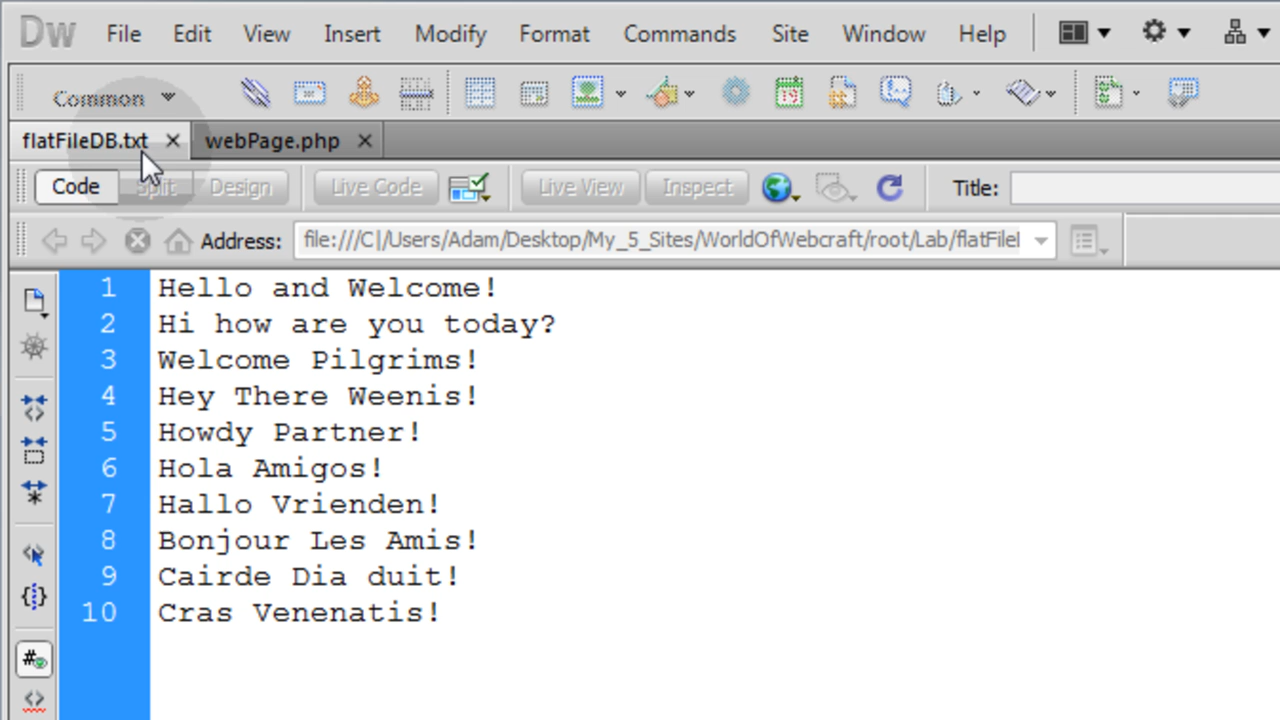 Dw File Edit View Insert Modify Format Commands Site Window Help
Common
flatFileDB.txt webPage.php
Code Split Design Live Code Live View Inspect Title:
Address: file:///C|/Users/Adam/Desktop/My_5_Sites/WorldOfWebcraft/root/Lab/flatFile
1 Hello and Welcome!
2 Hi how are you today?
3 Welcome Pilgrims!
4 Hey There Weenis!
5 Howdy Partner!
6 Hola Amigos!
7 Hallo Vrienden!
8 Bonjour Les Amis!
9 Cairde Dia duit!
10 Cras Venenatis!